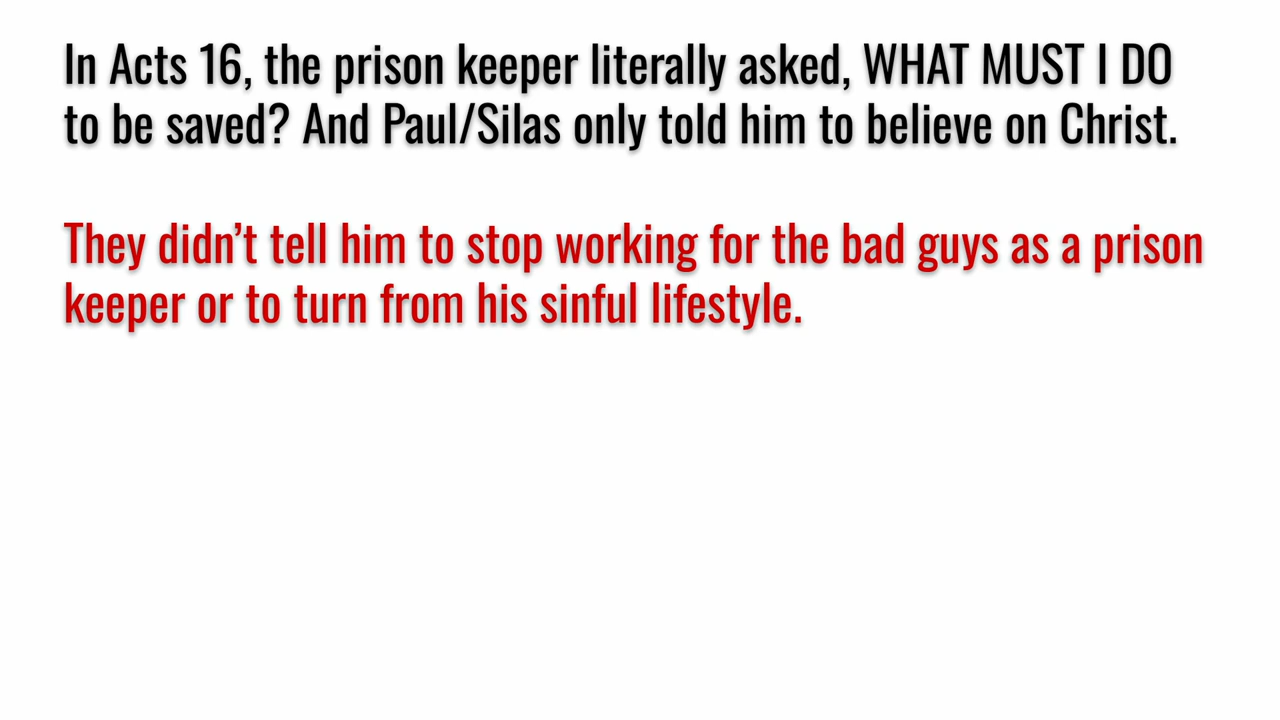 In Acts 16, the prison keeper literally asked, WHAT MUST I DO
to be saved? And Paul/Silas only told him to believe on Christ.
They didn’t tell him to stop working for the bad guys as a prison
keeper or to turn from his sinful lifestyle.